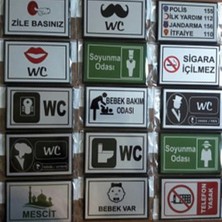 ZİLE BASINIZ
WC
POLİS 155
İLK YARDIM 112
JANDARMA 156
İTFAİYE 110
WC
Soyunma
Odası
SİGARA
İÇİLMEZ
WC
BEBEK BAKIM
ODASI
WC
WC
Soyunma
Odası
MESCİT
BEBEK VAR
TELEFON
YASAK